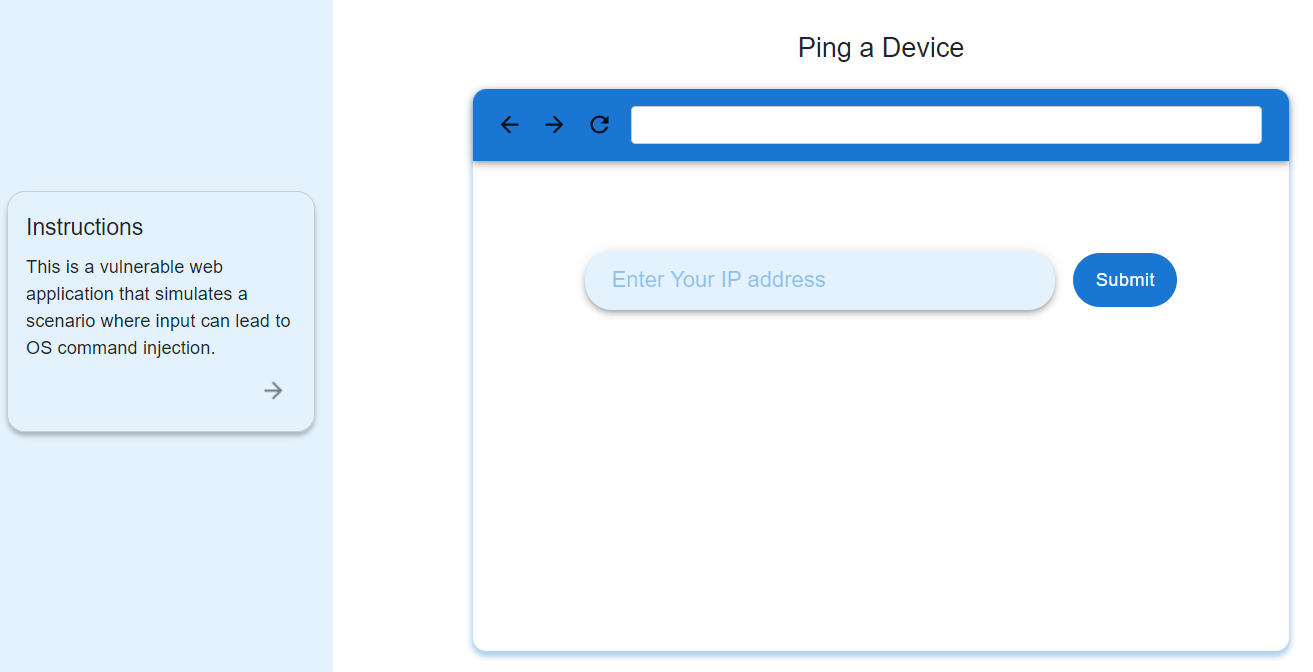 Ping a Device
Instructions
This is a vulnerable web
application that simulates a
scenario where input can lead to
OS command injection.
Enter Your IP address
Submit